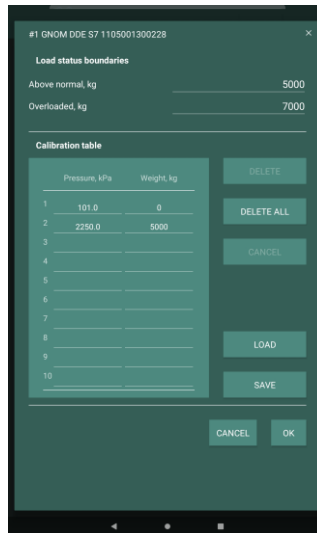 #1 GNOM DDE S7 1105001300228 ×
Load status boundaries
Above normal, kg 5000
Overloaded, kg 7000
Calibration table
Pressure, kPa Weight, kg
DELETE
1 101.0 0
DELETE ALL
2 2250.0 5000
3
CANCEL
4
5
6
7
8
LOAD
9
10
SAVE
CANCEL OK